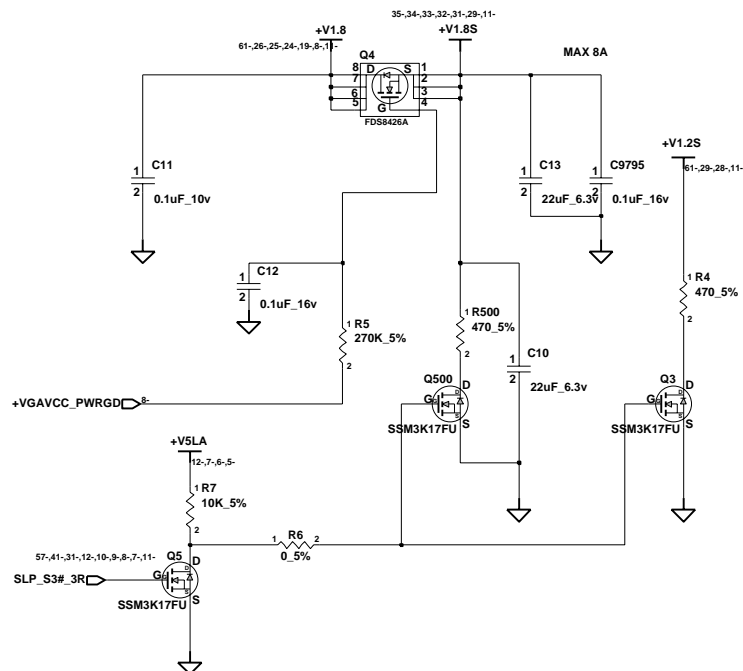 35-,34-,33-,32-,31-,29-,11-
+V1.8
+V1.8S
61-,26-,25-,24-,19-,8-,11-
MAX 8A
Q4
8 D S 1
7 2
6 3
5 G 4
FDS8426A
+V1.2S
61-,29-,28-,11-
C11
1
2
0.1uF_10v
C13
1
2
22uF_6.3v
C9795
1
2
0.1uF_16v
C12
1
2
0.1uF_16v
R4
1
470_5%
2
R5
1
270K_5%
2
R500
1
470_5%
2
C10
1
2
22uF_6.3v
+VGAVCC_PWRGD
8-
Q500
D
G
S
SSM3K17FU
Q3
D
G
S
SSM3K17FU
+V5LA
12-,7-,6-,5-
R7
1
10K_5%
2
R6
1 2
0_5%
57-,41-,31-,12-,10-,9-,8-,7-,11-
SLP_S3#_3R
Q5
D
G
S
SSM3K17FU